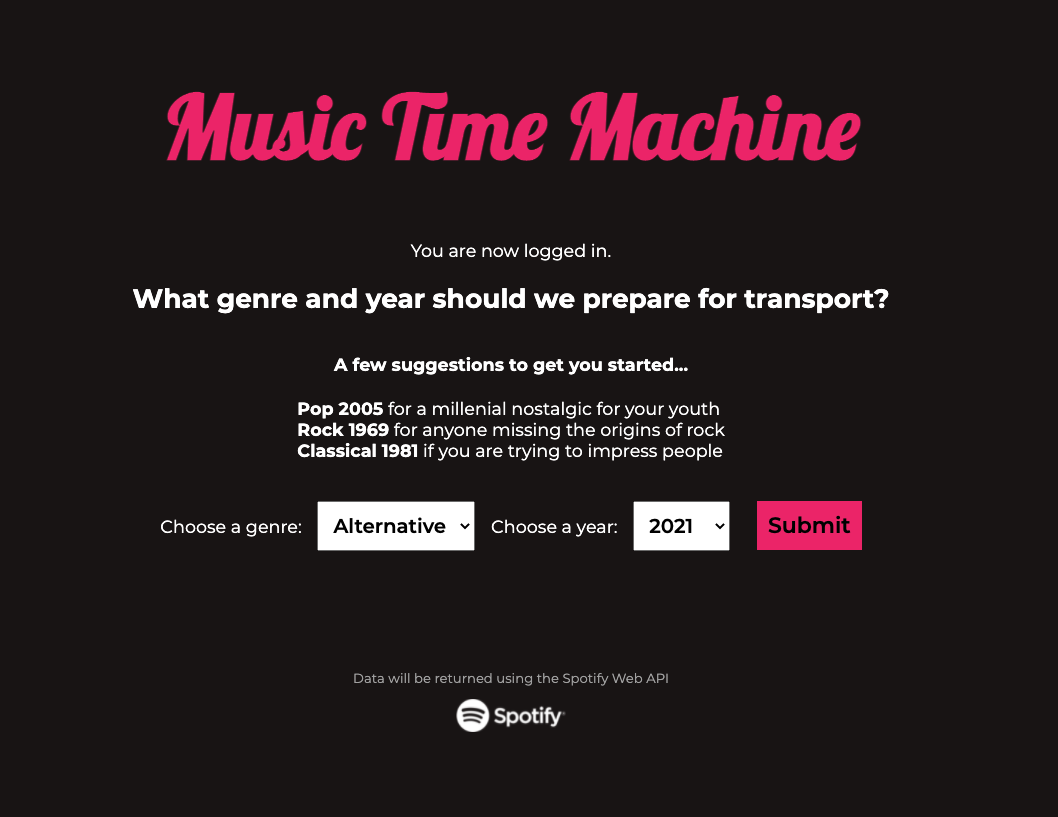 Music Time Machine
You are now logged in.
What genre and year should we prepare for transport?
A few suggestions to get you started...
Pop 2005 for a millenial nostalgic for your youth
Rock 1969 for anyone missing the origins of rock
Classical 1981 if you are trying to impress people
Choose a genre: Alternative Choose a year: 2021 Submit
Data will be returned using the Spotify Web API
Spotify